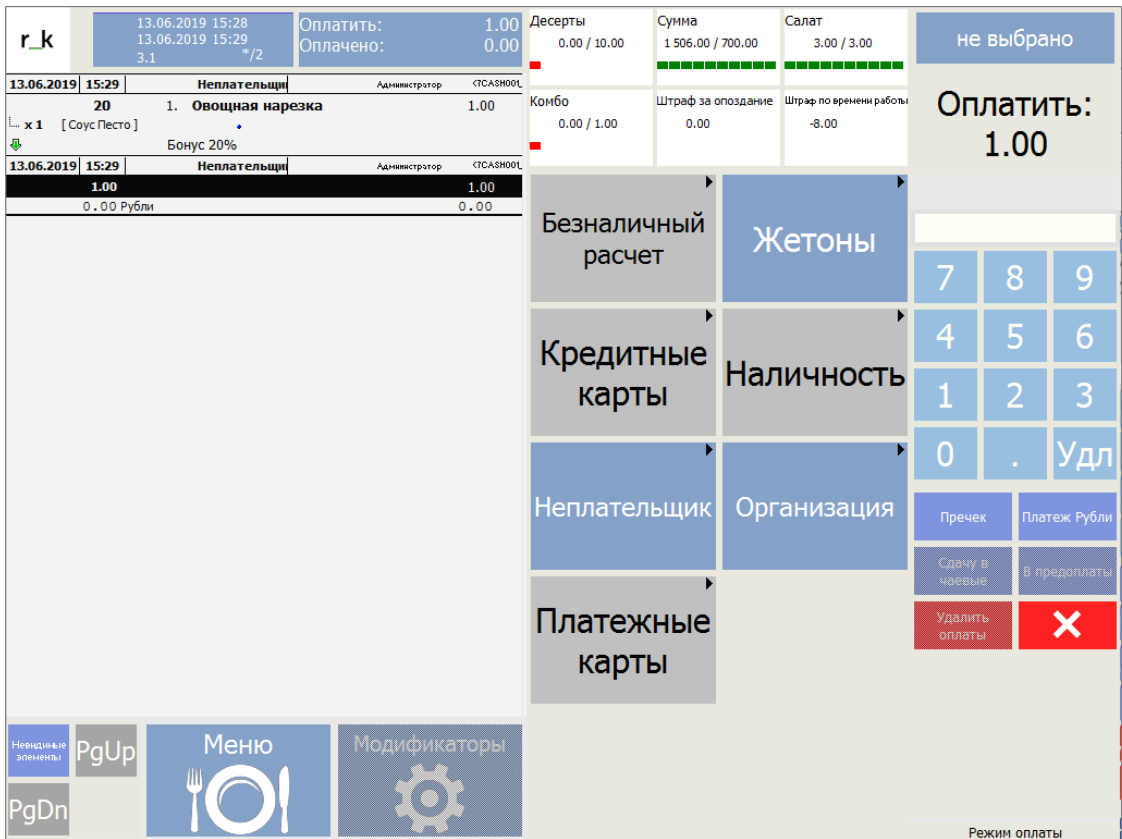 r_k
13.06.2019 15:28
13.06.2019 15:29
3.1 */2
Оплатить: 1.00
Оплачено: 0.00
13.06.2019 15:29 Неплательщи Администратор
20 1. Овощная нарезка 1.00
x 1 [Соус Песто]
Бонус 20%
13.06.2019 15:29 Неплательщи Администратор
1.00 1.00
0.00 Рубли 0.00
Десерты
0.00 / 10.00
Сумма
1 506.00 / 700.00
Салат
3.00 / 3.00
Комбо
0.00 / 1.00
Штраф за опоздание
0.00
Штраф по времени работы
-8.00
не выбрано
Оплатить:
1.00
Безналичный
расчет
Жетоны
Кредитные
карты
Наличность
Неплательщик
Организация
Платежные
карты
7 8 9
4 5 6
1 2 3
0 . Удл
Пречек
Платеж Рубли
Сдачу в
чаевые
В предоплаты
Удалить
оплаты
Невидимые
элементы
PgUp
PgDn
Меню
Модификаторы
Режим оплаты